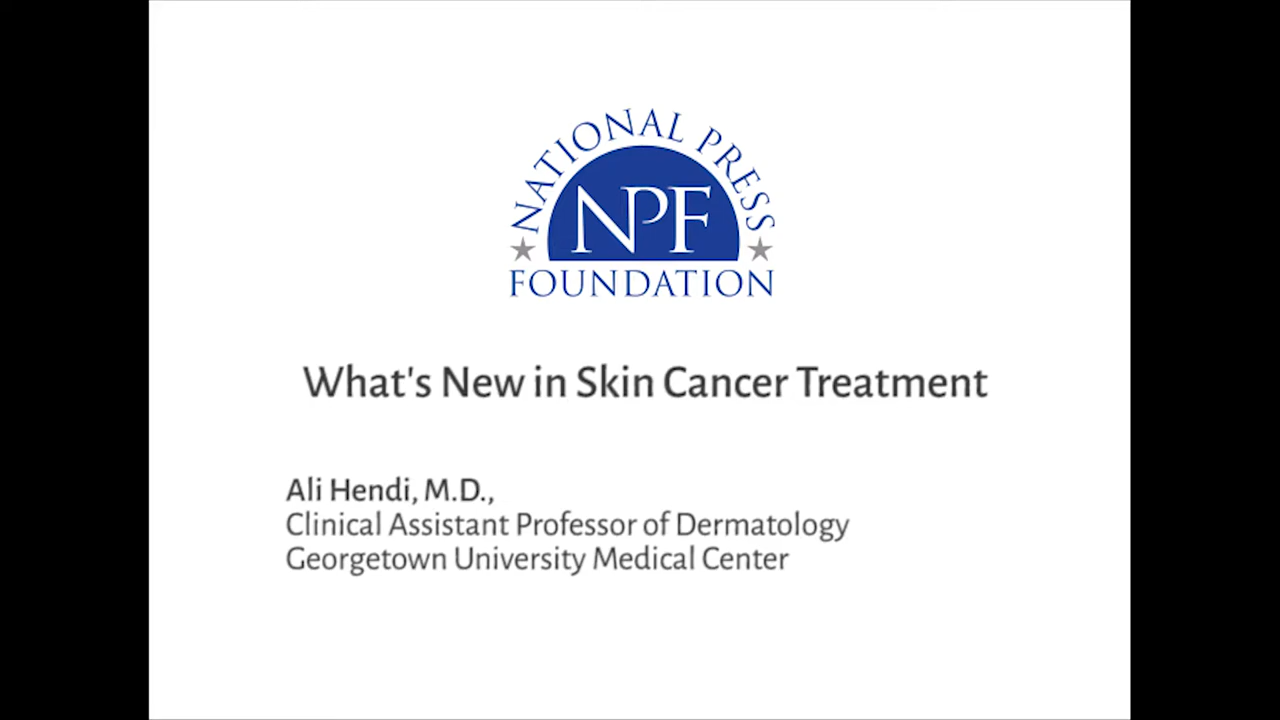 NATIONAL PRESS
NPF
FOUNDATION
What's New in Skin Cancer Treatment
Ali Hendi, M.D.,
Clinical Assistant Professor of Dermatology
Georgetown University Medical Center